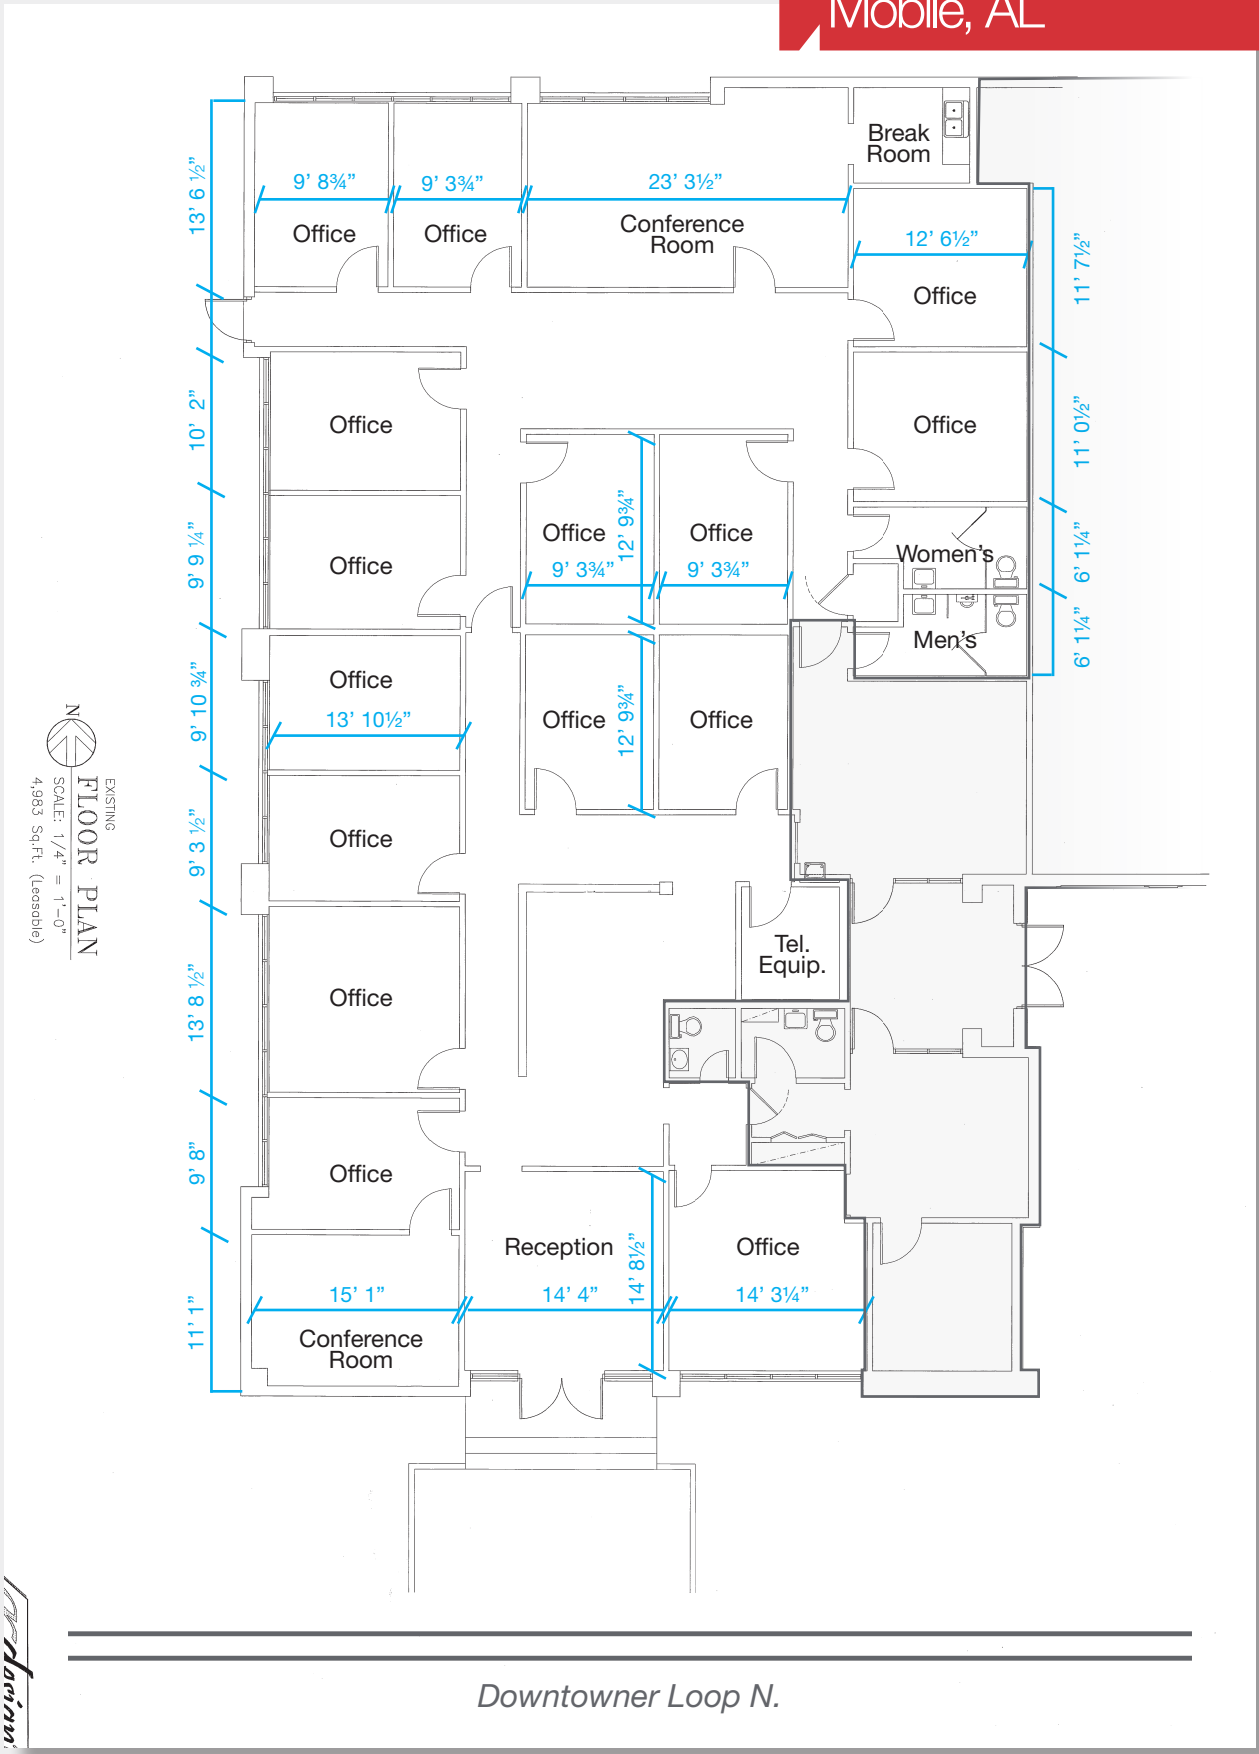 Mobile, AL
Break
Room
13’ 6 ½”
9’ 8¾”
9’ 3¾”
23’ 3½”
Office
Office
Conference
Room
12’ 6½”
11’ 7½”
Office
10’ 2”
Office
Office
11’ 0½”
9’ 9 ¼”
Office
Office
12’ 9¾”
Office
9’ 3¾”
9’ 3¾”
Women’s
6’ 1¼”
Men’s
6’ 1¼”
9’ 10 ¾”
Office
13’ 10½”
Office
12’ 9¾”
Office
N
EXISTING
FLOOR PLAN
SCALE: 1/4" = 1'-0"
4,983 Sq.Ft. (Leasable)
9’ 3 ½”
Office
Tel.
Equip.
13’ 8 ½”
Office
9’ 8”
Office
Reception
14’ 8½”
Office
11’ 1”
15’ 1”
14’ 4”
14’ 3¼”
Conference
Room
Downtowner Loop N.